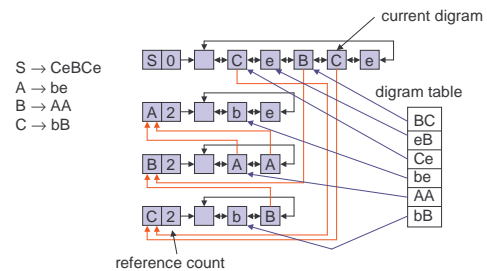 current digram
S → CeBCe
A → be
B → AA
C → bB
S 0 C e B C e
A 2 b e
B 2 A A
C 2 b B
reference count
digram table
BC
eB
Ce
be
AA
bB